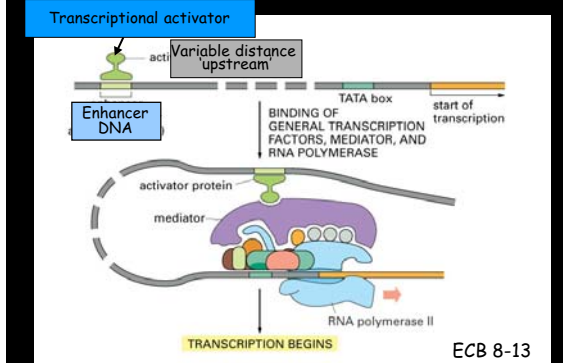 Transcriptional activator
acti
Variable distance
'upstream'
Enhancer
DNA
TATA box
start of
transcription
BINDING OF
GENERAL TRANSCRIPTION
FACTORS, MEDIATOR, AND
RNA POLYMERASE
activator protein
mediator
RNA polymerase II
TRANSCRIPTION BEGINS
ECB 8-13